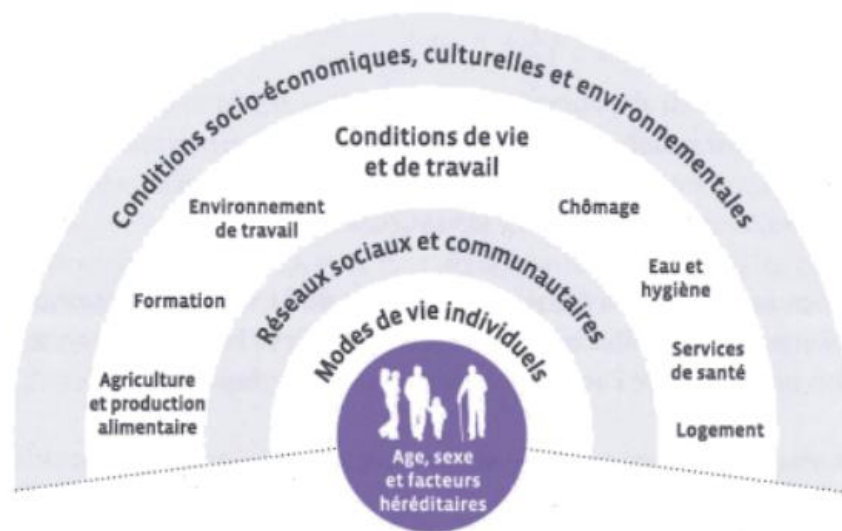 Conditions socio-économiques, culturelles et environnementales
Conditions de vie
et de travail
Environnement
de travail
Chômage
Réseaux sociaux et communautaires
Eau et
hygiène
Formation
Modes de vie individuels
Services
de santé
Agriculture
et production
alimentaire
Logement
Age, sexe
et facteurs
héréditaires